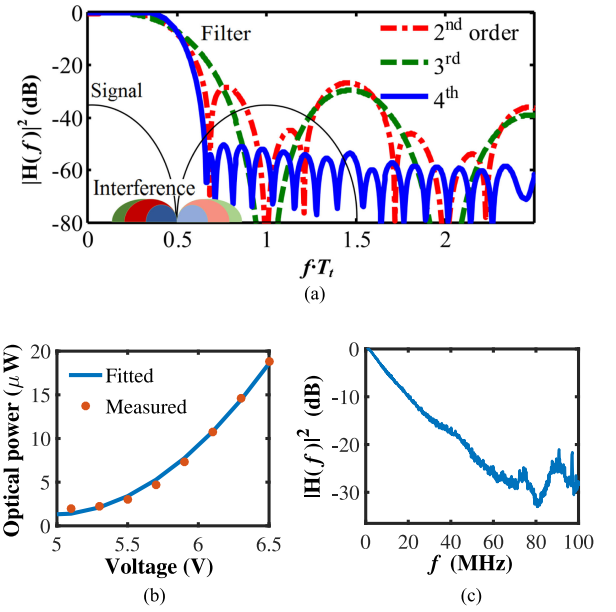 0
-20
-40
-60
-80
|H(f)|² (dB)
Filter
Signal
Interference
2nd order
3rd
4th
0 0.5 1 1.5 2
f·Tt
(a)
20
15
10
5
0
Optical power (μW)
Fitted
Measured
5 5.5 6 6.5
Voltage (V)
(b)
0
-10
-20
-30
|H(f)|² (dB)
0 20 40 60 80 100
f (MHz)
(c)